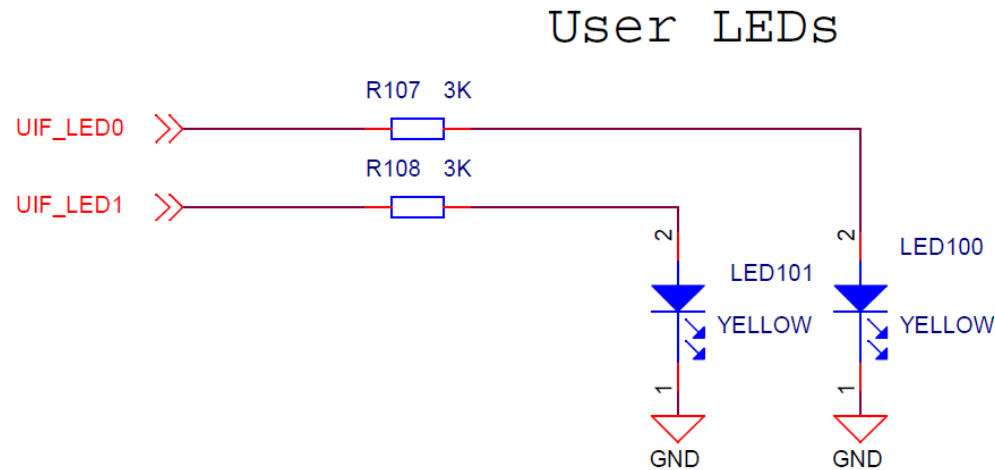 User LEDs
R107 3K
UIF_LED0
R108 3K
UIF_LED1
2
2
LED100
LED101
YELLOW
YELLOW
1
1
GND
GND